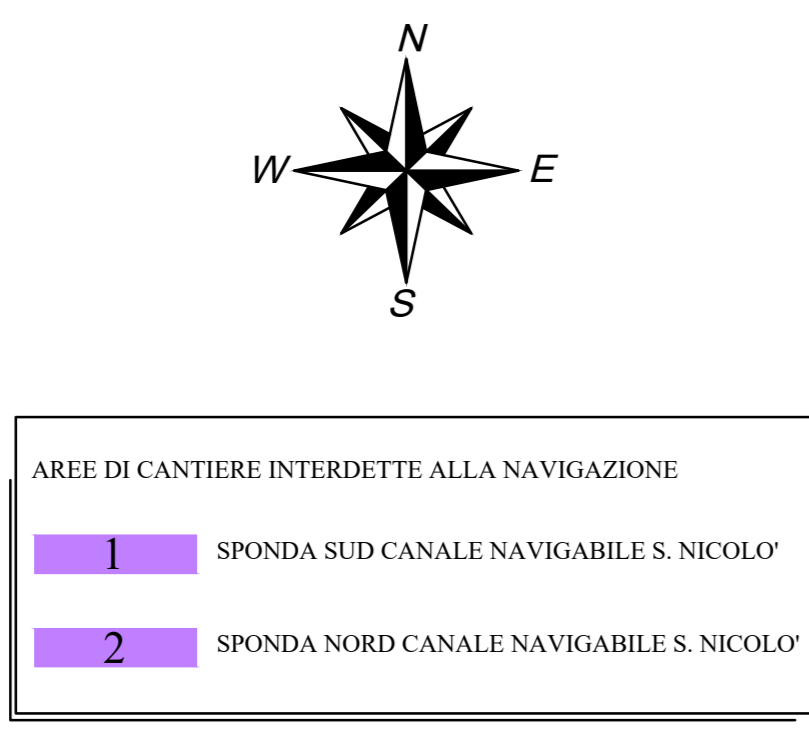 N
W E
S
AREE DI CANTIERE INTERDETTE ALLA NAVIGAZIONE
1 SPONDA SUD CANALE NAVIGABILE S. NICOLO'
2 SPONDA NORD CANALE NAVIGABILE S. NICOLO'